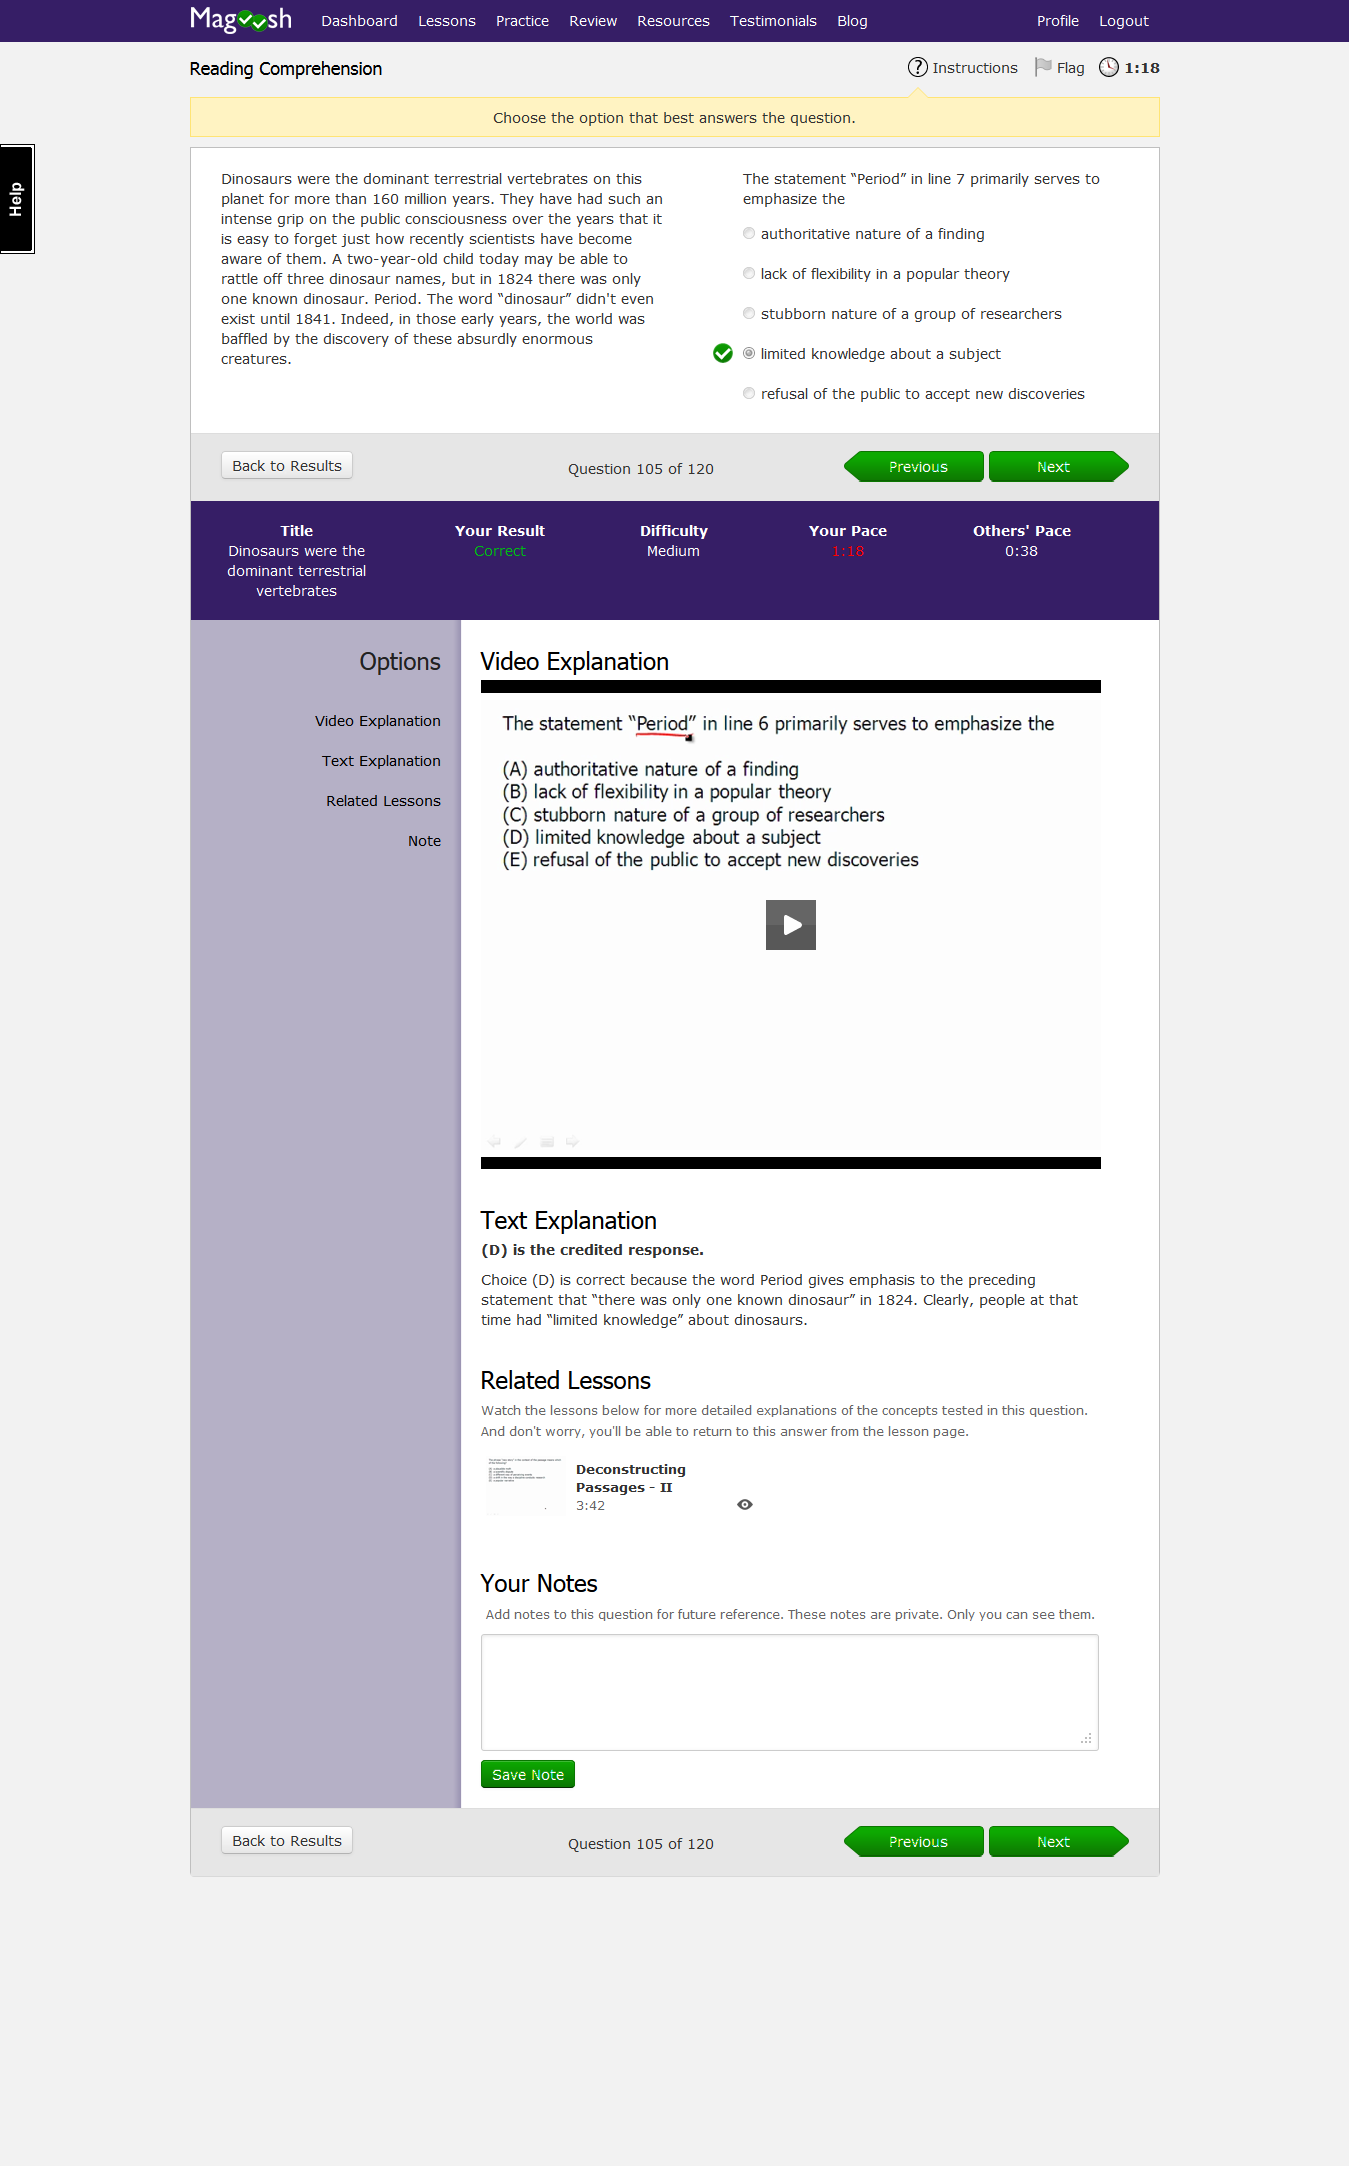 Magoosh Dashboard Lessons Practice Review Resources Testimonials Blog Profile Logout
Reading Comprehension
? Instructions Flag 1:18
Choose the option that best answers the question.
Help
Dinosaurs were the dominant terrestrial vertebrates on this
planet for more than 160 million years. They have had such an
intense grip on the public consciousness over the years that it
is easy to forget just how recently scientists have become
aware of them. A two-year-old child today may be able to
rattle off three dinosaur names, but in 1824 there was only
one known dinosaur. Period. The word “dinosaur” didn't even
exist until 1841. Indeed, in those early years, the world was
baffled by the discovery of these absurdly enormous
creatures.
The statement “Period” in line 7 primarily serves to
emphasize the
authoritative nature of a finding
lack of flexibility in a popular theory
stubborn nature of a group of researchers
limited knowledge about a subject
refusal of the public to accept new discoveries
Back to Results Question 105 of 120 Previous Next
Title Your Result Difficulty Your Pace Others' Pace
Dinosaurs were the Correct Medium 1:18 0:38
dominant terrestrial
vertebrates
Options
Video Explanation
Text Explanation
Related Lessons
Note
Video Explanation
The statement “Period” in line 6 primarily serves to emphasize the
(A) authoritative nature of a finding
(B) lack of flexibility in a popular theory
(C) stubborn nature of a group of researchers
(D) limited knowledge about a subject
(E) refusal of the public to accept new discoveries
Text Explanation
(D) is the credited response.
Choice (D) is correct because the word Period gives emphasis to the preceding
statement that “there was only one known dinosaur” in 1824. Clearly, people at that
time had “limited knowledge” about dinosaurs.
Related Lessons
Watch the lessons below for more detailed explanations of the concepts tested in this question.
And don't worry, you'll be able to return to this answer from the lesson page.
Deconstructing
Passages - II
3:42
Your Notes
Add notes to this question for future reference. These notes are private. Only you can see them.
Save Note
Back to Results Question 105 of 120 Previous Next